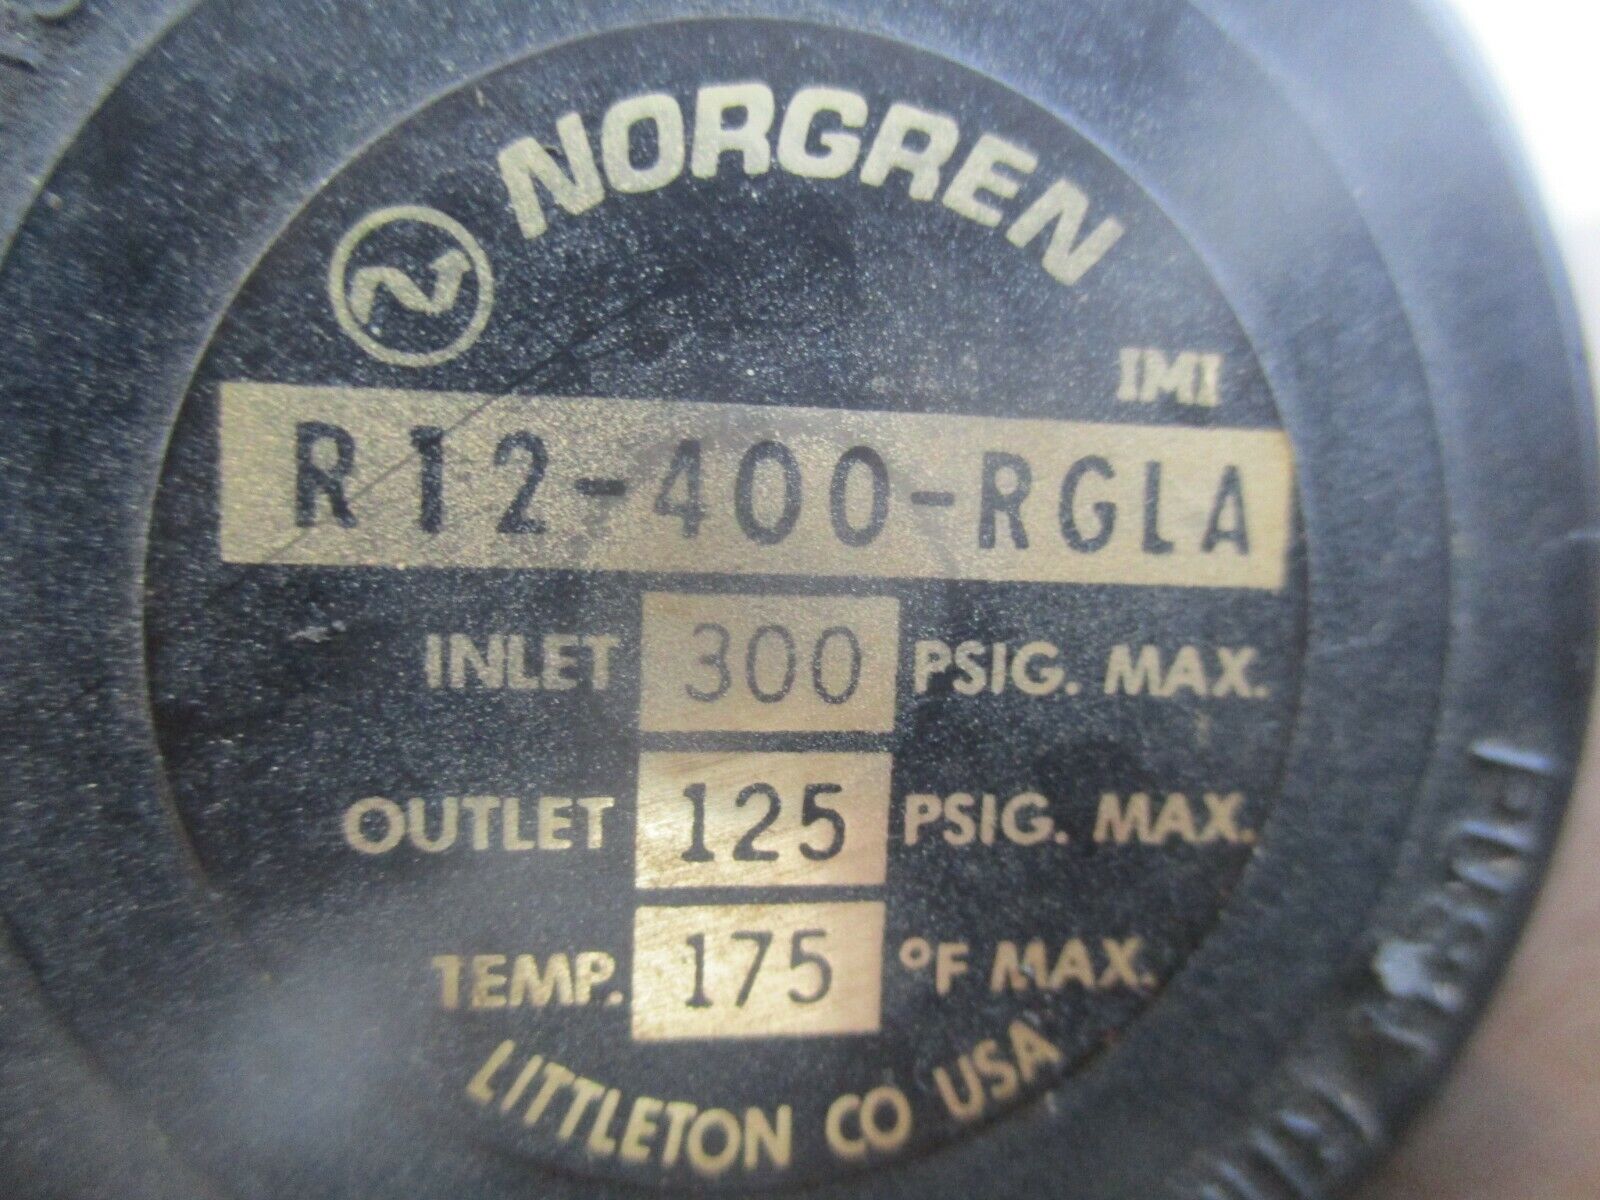 NORGREN
IMI
R12-400-RGLA
INLET 300 PSIG. MAX.
OUTLET 125 PSIG. MAX.
TEMP. 175 °F MAX.
LITTLETON CO USA